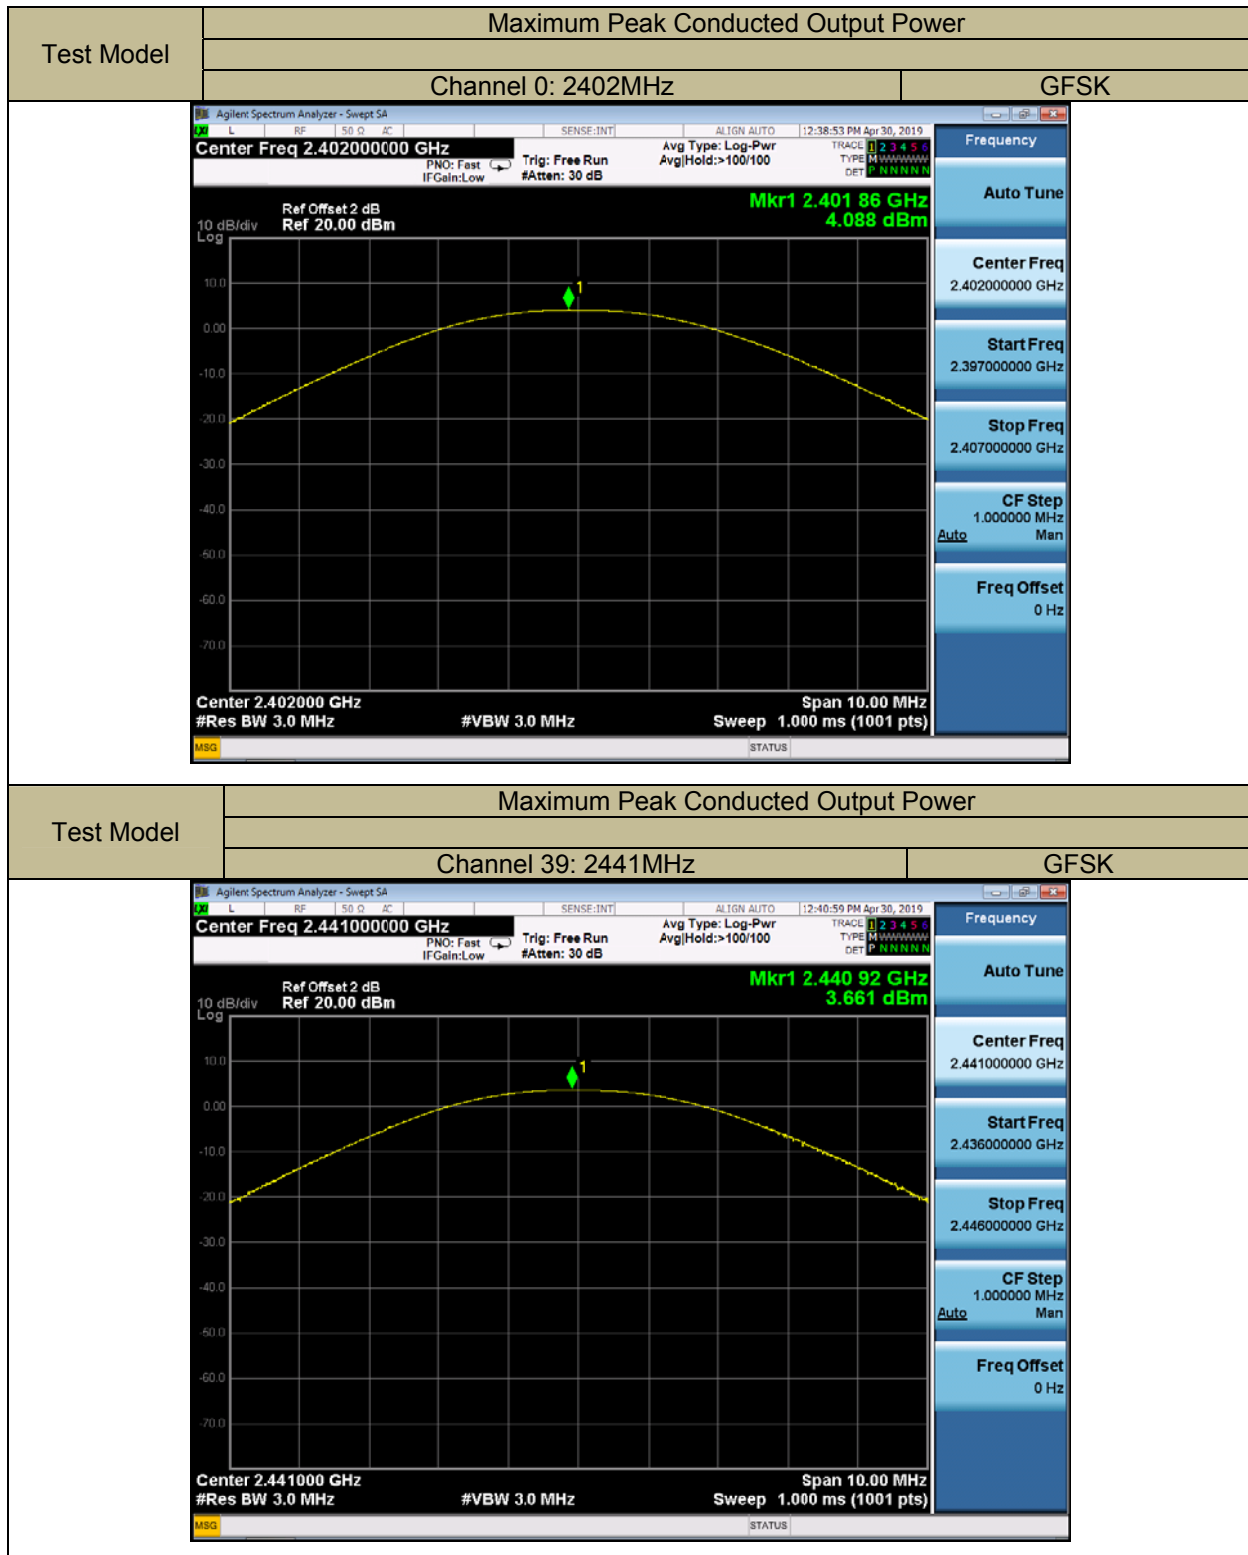 Test Model
Maximum Peak Conducted Output Power
Channel 0: 2402MHz
GFSK
Agilent Spectrum Analyzer - Swept SA
LXI L RF 50 Ω AC SENSE:INT ALIGN AUTO 12:38:53 PM Apr 30, 2019
Center Freq 2.402000000 GHz
PNO: Fast
IFGain:Low
Trig: Free Run
#Atten: 30 dB
Avg Type: Log-Pwr
Avg|Hold:>100/100
TRACE 1 2 3 4 5 6
TYPE M WWWWW
DET P N N N N N
Mkr1 2.401 86 GHz
4.088 dBm
Ref Offset 2 dB
10 dB/div Ref 20.00 dBm
Log
1
10.0
0.00
-10.0
-20.0
-30.0
-40.0
-50.0
-60.0
-70.0
Center 2.402000 GHz
Span 10.00 MHz
#Res BW 3.0 MHz
#VBW 3.0 MHz
Sweep 1.000 ms (1001 pts)
MSG
STATUS
Frequency
Auto Tune
Center Freq
2.402000000 GHz
Start Freq
2.397000000 GHz
Stop Freq
2.407000000 GHz
CF Step
1.000000 MHz
Auto Man
Freq Offset
0 Hz
Test Model
Maximum Peak Conducted Output Power
Channel 39: 2441MHz
GFSK
Agilent Spectrum Analyzer - Swept SA
LXI L RF 50 Ω AC SENSE:INT ALIGN AUTO 12:40:59 PM Apr 30, 2019
Center Freq 2.441000000 GHz
PNO: Fast
IFGain:Low
Trig: Free Run
#Atten: 30 dB
Avg Type: Log-Pwr
Avg|Hold:>100/100
TRACE 1 2 3 4 5 6
TYPE M WWWWW
DET P N N N N N
Mkr1 2.440 92 GHz
3.661 dBm
Ref Offset 2 dB
10 dB/div Ref 20.00 dBm
Log
1
10.0
0.00
-10.0
-20.0
-30.0
-40.0
-50.0
-60.0
-70.0
Center 2.441000 GHz
Span 10.00 MHz
#Res BW 3.0 MHz
#VBW 3.0 MHz
Sweep 1.000 ms (1001 pts)
MSG
STATUS
Frequency
Auto Tune
Center Freq
2.441000000 GHz
Start Freq
2.436000000 GHz
Stop Freq
2.446000000 GHz
CF Step
1.000000 MHz
Auto Man
Freq Offset
0 Hz